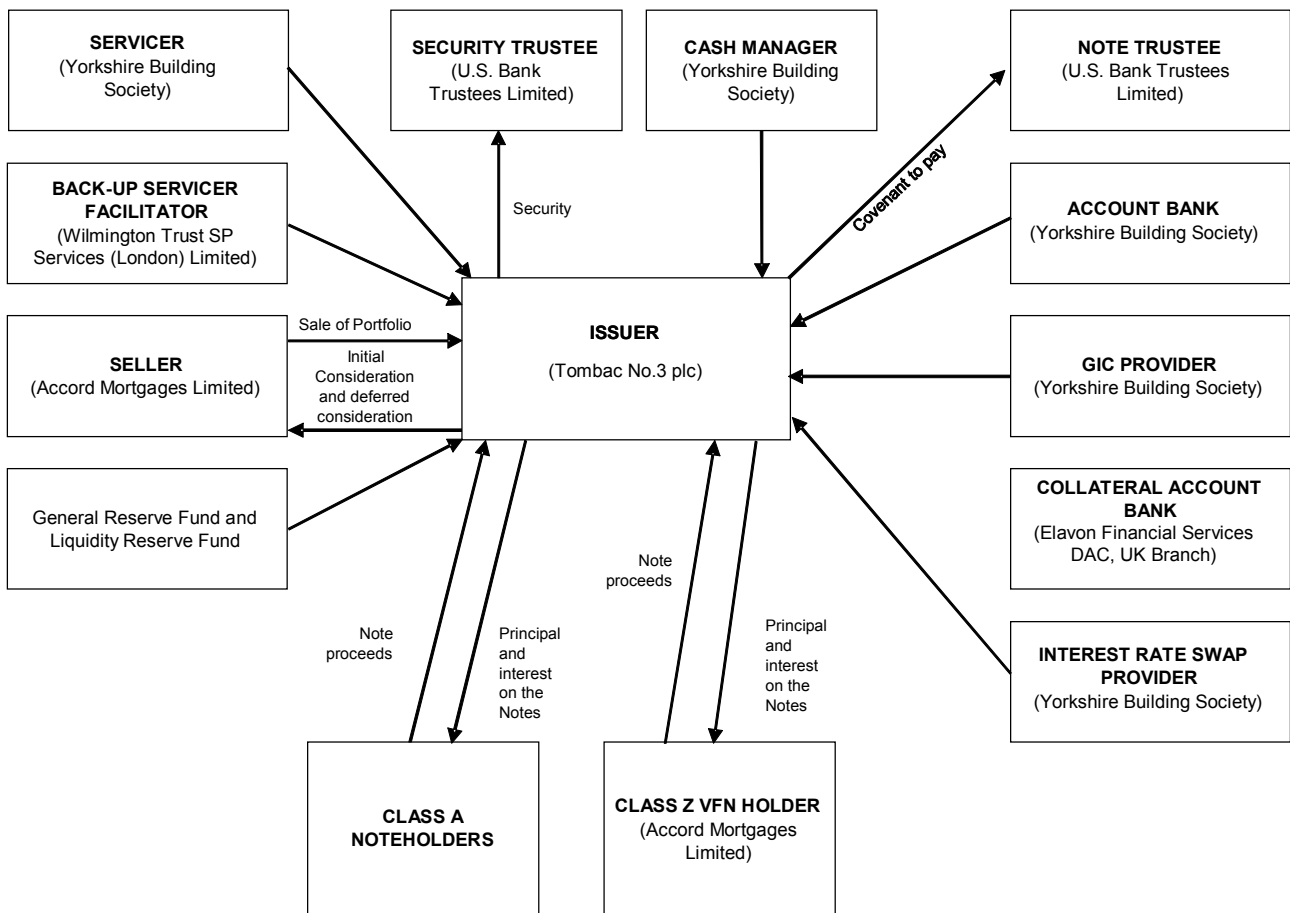 SERVICER
(Yorkshire Building
Society)
SECURITY TRUSTEE
(U.S. Bank
Trustees Limited)
CASH MANAGER
(Yorkshire Building
Society)
NOTE TRUSTEE
(U.S. Bank Trustees
Limited)
BACK-UP SERVICER
FACILITATOR
(Wilmington Trust SP
Services (London) Limited)
Security
Covenant to pay
ACCOUNT BANK
(Yorkshire Building Society)
SELLER
(Accord Mortgages Limited)
Sale of Portfolio
Initial
Consideration
and deferred
consideration
ISSUER
(Tombac No.3 plc)
GIC PROVIDER
(Yorkshire Building Society)
General Reserve Fund and
Liquidity Reserve Fund
COLLATERAL ACCOUNT
BANK
(Elavon Financial Services
DAC, UK Branch)
Note
proceeds
Principal
and
interest
on the
Notes
Note
proceeds
Principal
and
interest
on the
Notes
INTEREST RATE SWAP
PROVIDER
(Yorkshire Building Society)
CLASS A
NOTEHOLDERS
CLASS Z VFN HOLDER
(Accord Mortgages
Limited)